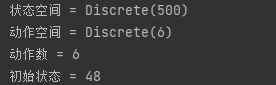 状态空间 = Discrete(500)
动作空间 = Discrete(6)
动作数 = 6
初始状态 = 48